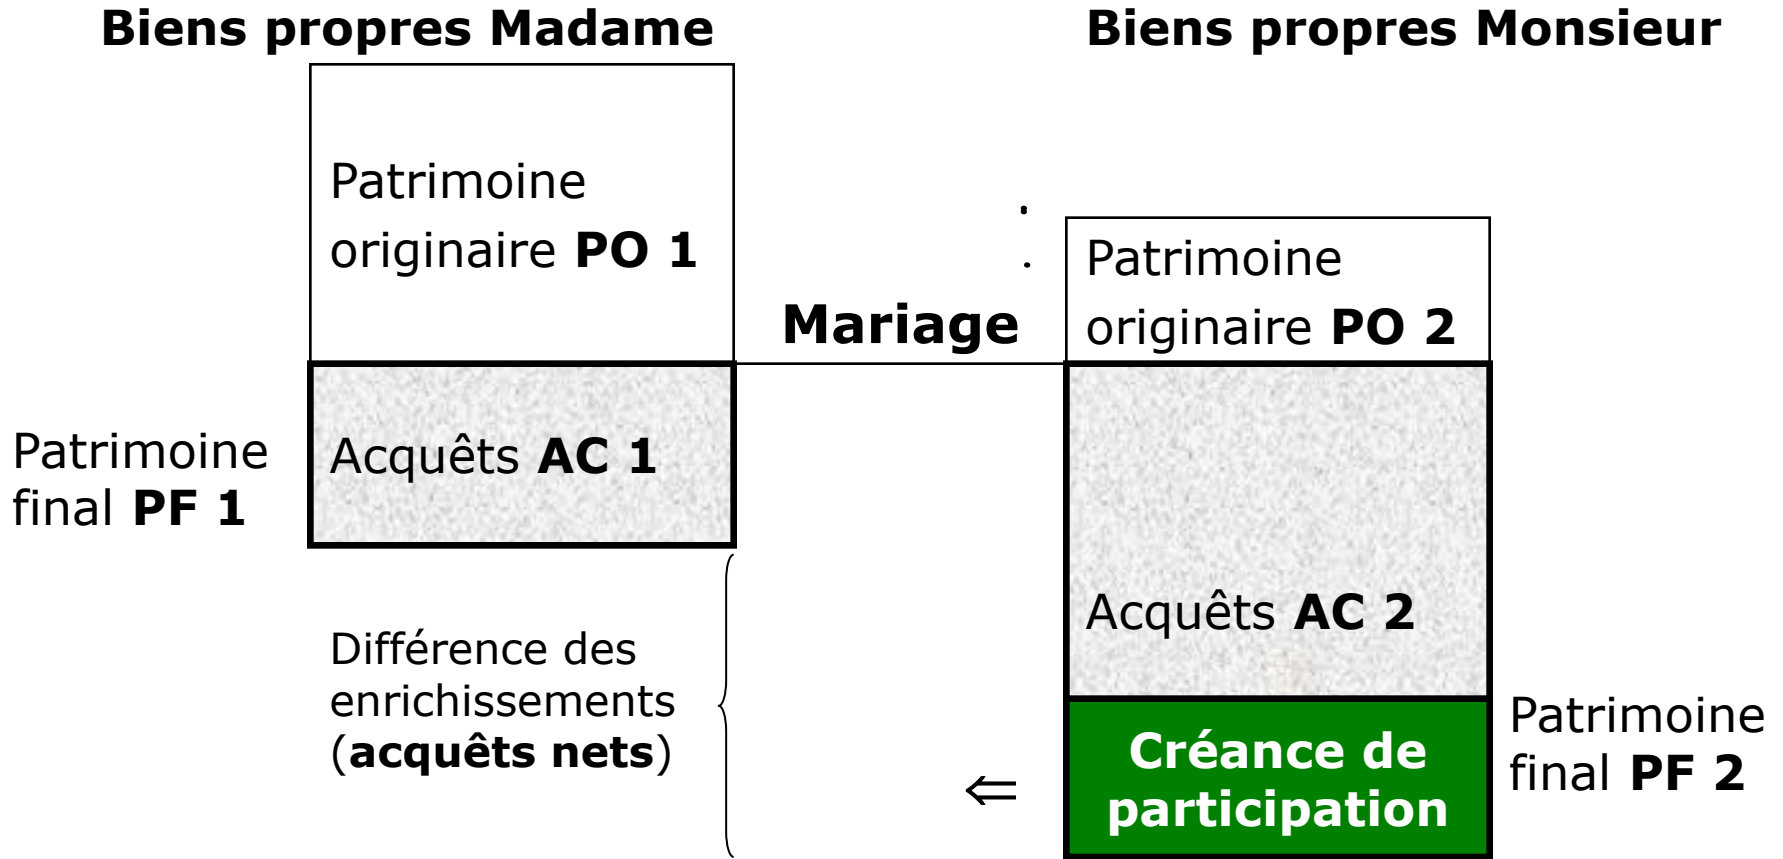 Biens propres Madame
Biens propres Monsieur
Patrimoine
originaire PO 1
Patrimoine
originaire PO 2
Mariage
Patrimoine
final PF 1
Acquêts AC 1
Acquêts AC 2
Différence des
enrichissements
(acquêts nets)
⇐
Créance de
participation
Patrimoine
final PF 2